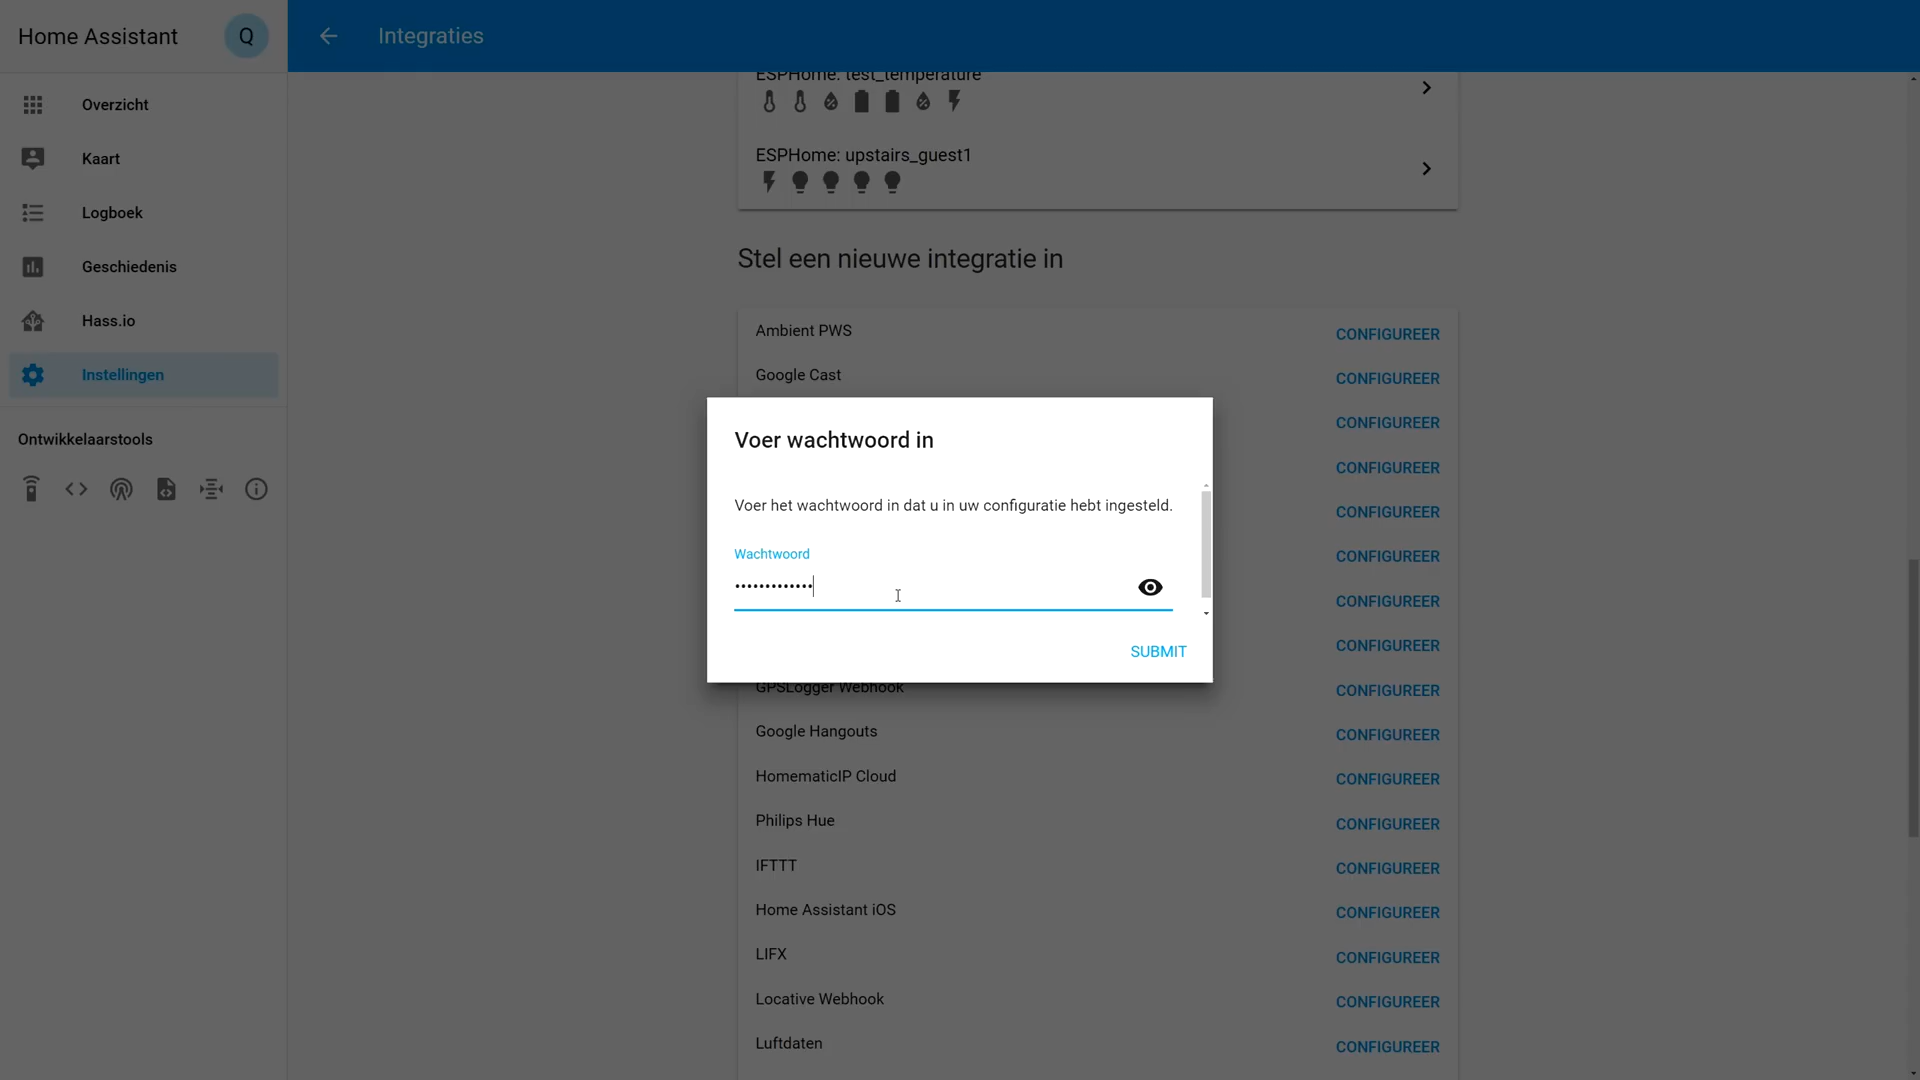 Home Assistant
Q
Integraties
Overzicht
Kaart
Logboek
Geschiedenis
Hass.io
Instellingen
Ontwikkelaarstools
ESPHome: test_temperature
ESPHome: upstairs_guest1
Stel een nieuwe integratie in
Ambient PWS CONFIGUREER
Google Cast CONFIGUREER
CONFIGUREER
CONFIGUREER
CONFIGUREER
CONFIGUREER
CONFIGUREER
CONFIGUREER
Voer wachtwoord in
Voer het wachtwoord in dat u in uw configuratie hebt ingesteld.
Wachtwoord
•••••••••••••
SUBMIT
GPSLogger Webhook CONFIGUREER
Google Hangouts CONFIGUREER
HomematicIP Cloud CONFIGUREER
Philips Hue CONFIGUREER
IFTTT CONFIGUREER
Home Assistant iOS CONFIGUREER
LIFX CONFIGUREER
Locative Webhook CONFIGUREER
Luftdaten CONFIGUREER